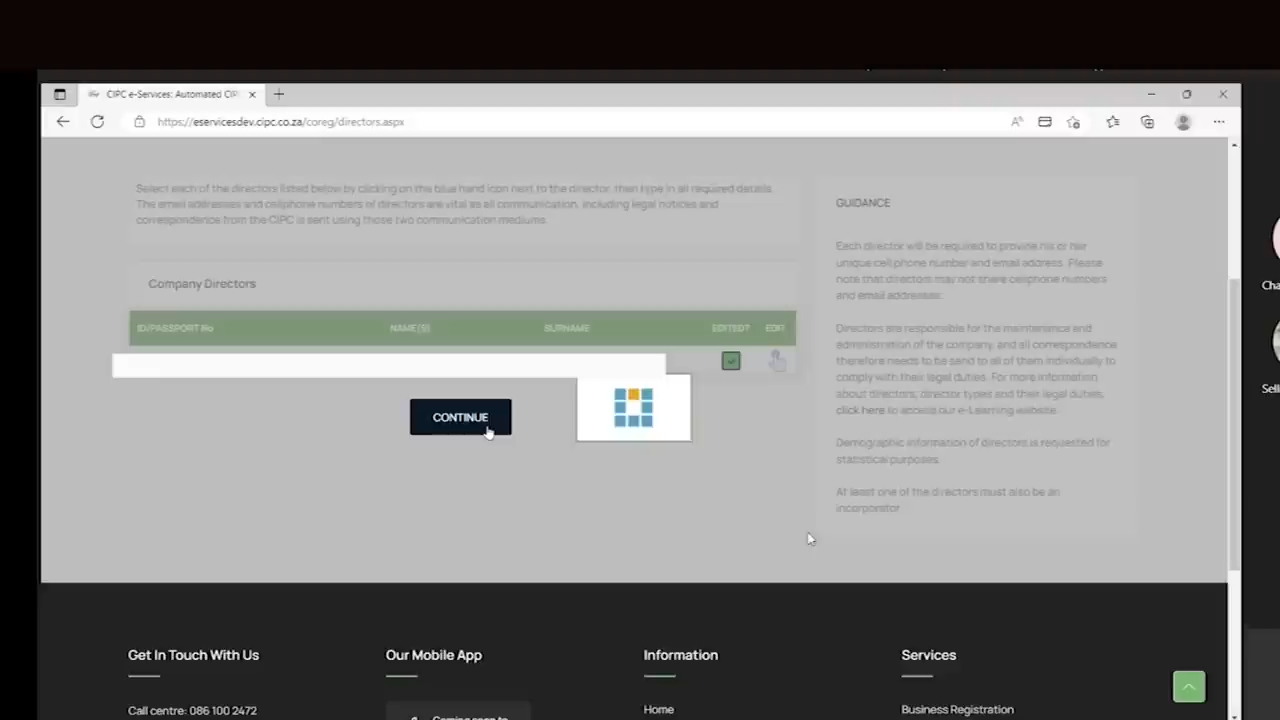 CIPC e-Services: Automated CIP
https://eservicesdev.cipc.co.za/coreg/directors.aspx
Select each of the directors listed below by clicking on the blue hand icon next to the director, then type in all required details.
The email addresses and cellphone numbers of directors are vital as all communication, including legal notices and
correspondence from the CIPC is sent using those two communication mediums.
Company Directors
ID/PASSPORT No NAME(S) SURNAME EDITED? EDIT
CONTINUE
GUIDANCE
Each director will be required to provide his or her
unique cell phone number and email address. Please
note that directors may not share cellphone numbers
and email addresses.
Directors are responsible for the maintenance and
administration of the company, and all correspondence
therefore needs to be send to all of them individually to
comply with their legal duties. For more information
about directors, director types and their legal duties,
click here to access our e-Learning website.
Demographic information of directors is requested for
statistical purposes.
At least one of the directors must also be an
incorporator
Cha
Sell
Get In Touch With Us
Call centre: 086 100 2472
Our Mobile App
Coming soon to
Information
Home
Services
Business Registration